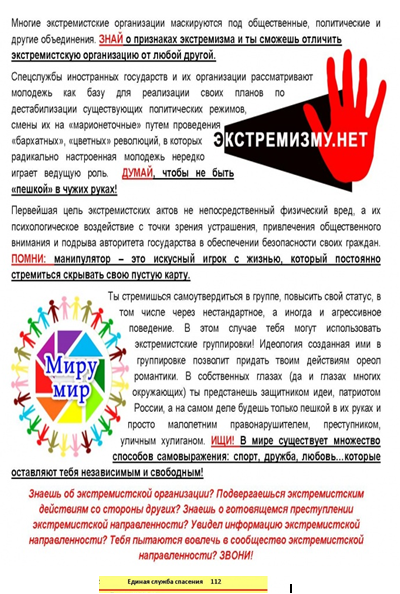 Многие экстремистские организации маскируются под общественные, политические и
другие объединения. ЗНАЙ о признаках экстремизма и ты сможешь отличить
экстремистскую организацию от любой другой.
Спецслужбы иностранных государств и их организации рассматривают
молодежь как базу для реализации своих планов по
дестабилизации существующих политических режимов,
смены их на «марионеточные» путем проведения
«бархатных», «цветных» революций, в которых
радикально настроенная молодежь нередко
играет ведущую роль. ДУМАЙ, чтобы не быть
«пешкой» в чужих руках!
ЭКСТРЕМИЗМУ.НЕТ
Первейшая цель экстремистских актов не непосредственный физический вред, а их
психологическое воздействие с точки зрения устрашения, привлечения общественного
внимания и подрыва авторитета государства в обеспечении безопасности своих граждан.
ПОМНИ: манипулятор – это искусный игрок с жизнью, который постоянно
стремиться скрывать свою пустую карту.
Ты стремишься самоутвердиться в группе, повысить свой статус, в
том числе через нестандартное, а иногда и агрессивное
поведение. В этом случае тебя могут использовать
экстремистские группировки! Идеология созданная ими в
группировке позволит придать твоим действиям ореол
романтики. В собственных глазах (да и глазах многих
окружающих) ты предстанешь защитником идеи, патриотом
России, а на самом деле будешь только пешкой в их руках и
просто малолетним правонарушителем, преступником,
уличным хулиганом. ИЩИ! В мире существует множество
способов самовыражения: спорт, дружба, любовь...которые
оставляют тебя независимым и свободным!
Миру
мир
Знаешь об экстремистской организации? Подвергаешься экстремистским
действиям со стороны других? Знаешь о готовящемся преступлении
экстремистской направленности? Увидел информацию экстремистской
направленности? Тебя пытаются вовлечь в сообщество экстремистской
направленности? ЗВОНИ!
Единая служба спасения 112